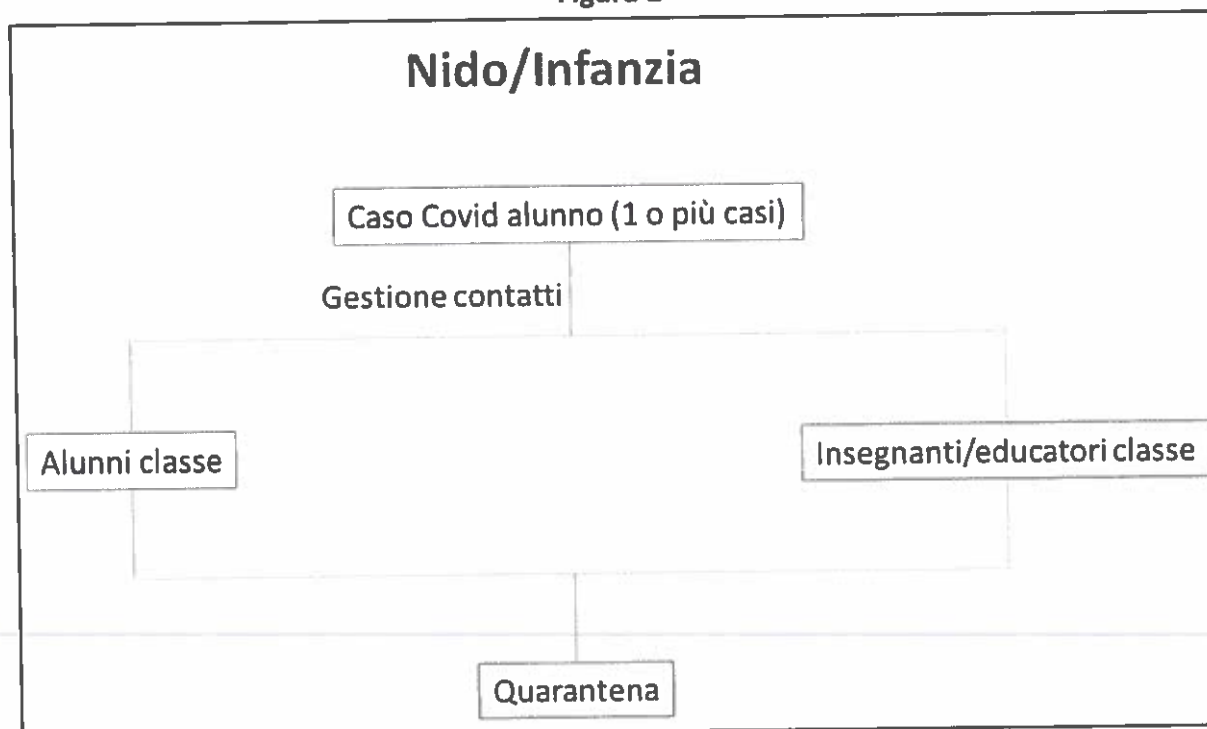 Nido/Infanzia
Caso Covid alunno (1 o più casi)
Gestione contatti
Alunni classe
Insegnanti/educatori classe
Quarantena